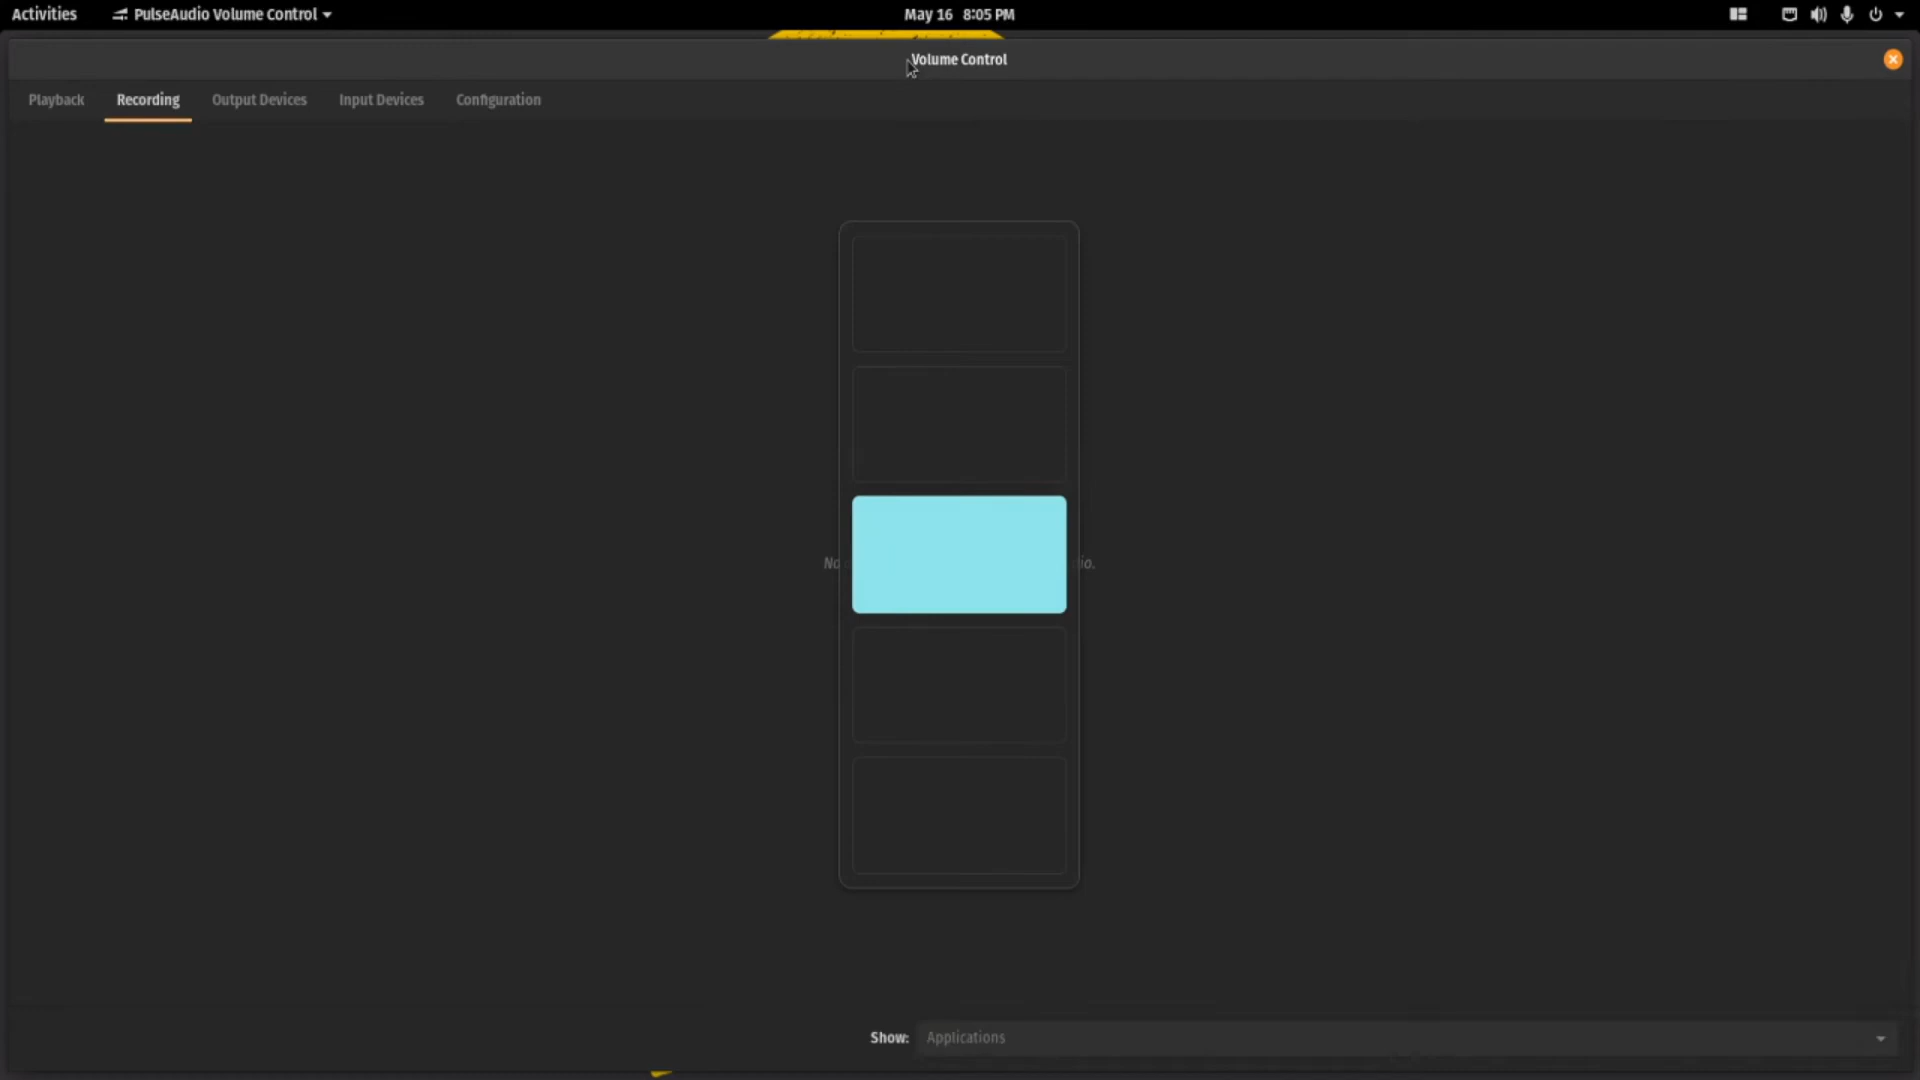 Activities PulseAudio Volume Control May 16 8:05 PM
Volume Control
Playback Recording Output Devices Input Devices Configuration
No
Show: Applications